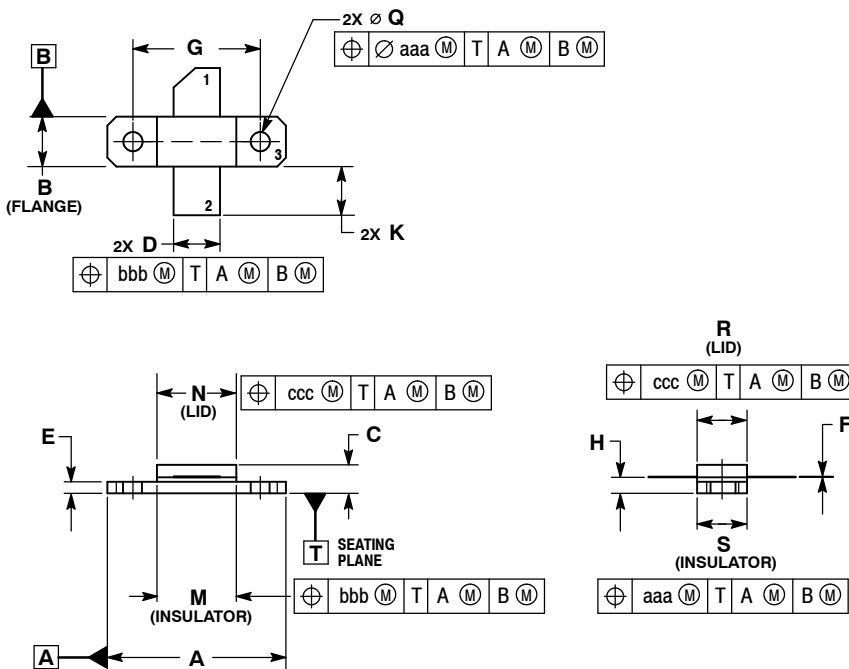 2X ⌀ Q
⌖ ⌀ aaa Ⓜ T A Ⓜ B Ⓜ
G
B
1
3
B
(FLANGE)
2
2X K
2X D
⌖ bbb Ⓜ T A Ⓜ B Ⓜ
R
(LID)
⌖ ccc Ⓜ T A Ⓜ B Ⓜ
N
(LID)
⌖ ccc Ⓜ T A Ⓜ B Ⓜ
E
C
H
F
T SEATING
PLANE
S
(INSULATOR)
M
(INSULATOR)
⌖ bbb Ⓜ T A Ⓜ B Ⓜ
⌖ aaa Ⓜ T A Ⓜ B Ⓜ
A
A